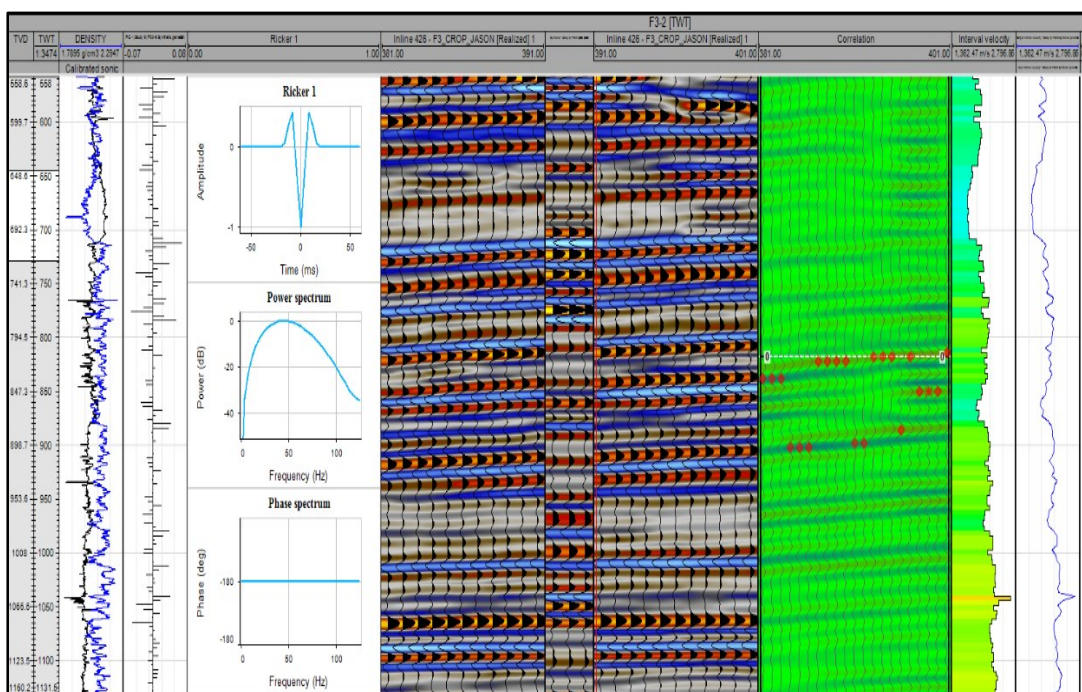 F3-2 [TWT]
TVD TWT DENSITY Ricker 1 Inline 426 - F3_CROP_JASON [Realized] 1 Inline 426 - F3_CROP_JASON [Realized] 1 Correlation Interval velocity
1.3474 1.7895 g/cm3 2.2947 -0.07 0.08 0.00 1.00 381.00 391.00 391.00 401.00 381.00 401.00 1,362.47 m/s 2,796.88 1,362.47 m/s 2,796.88
Calibrated sonic
558.6 558
599.7 600
648.6 650
692.3 700
741.3 750
794.5 800
847.3 850
898.7 900
953.6 950
1008 1000
1066.6 1050
1123.5 1100
1160.2 1131.6
Ricker 1
Amplitude
0
-1
-50 0 50
Time (ms)
Power spectrum
Power (dB)
0
-20
-40
0 50 100
Frequency (Hz)
Phase spectrum
Phase (deg)
-180
-180
0 50 100
Frequency (Hz)
0 0